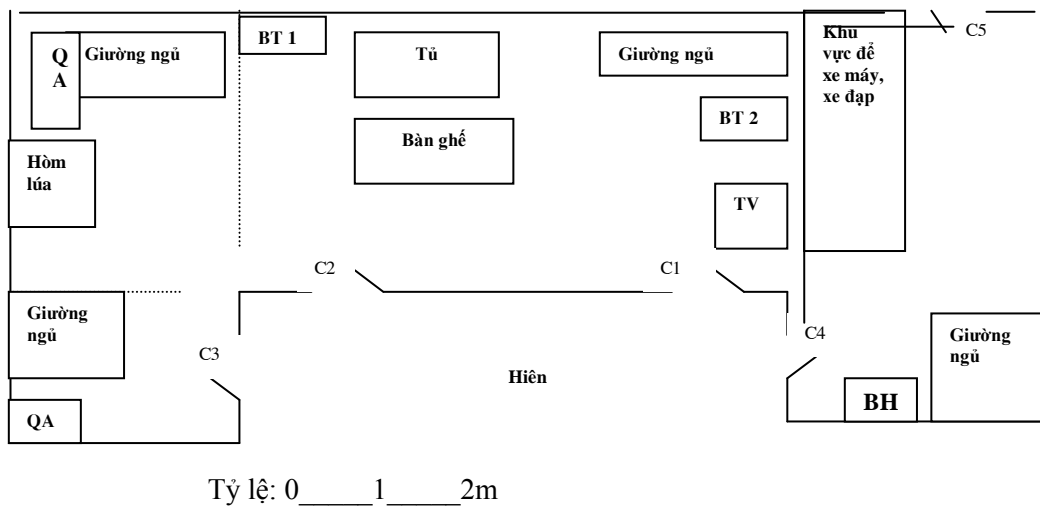 Q
A
Giường ngủ
BT 1
Tủ
Giường ngủ
Khu
vực để
xe máy,
xe đạp
C5
BT 2
Bàn ghế
Hòm
lúa
TV
C2
C1
Giường
ngủ
C3
C4
Giường
ngủ
Hiên
BH
QA
Tỷ lệ: 0_____1_____2m